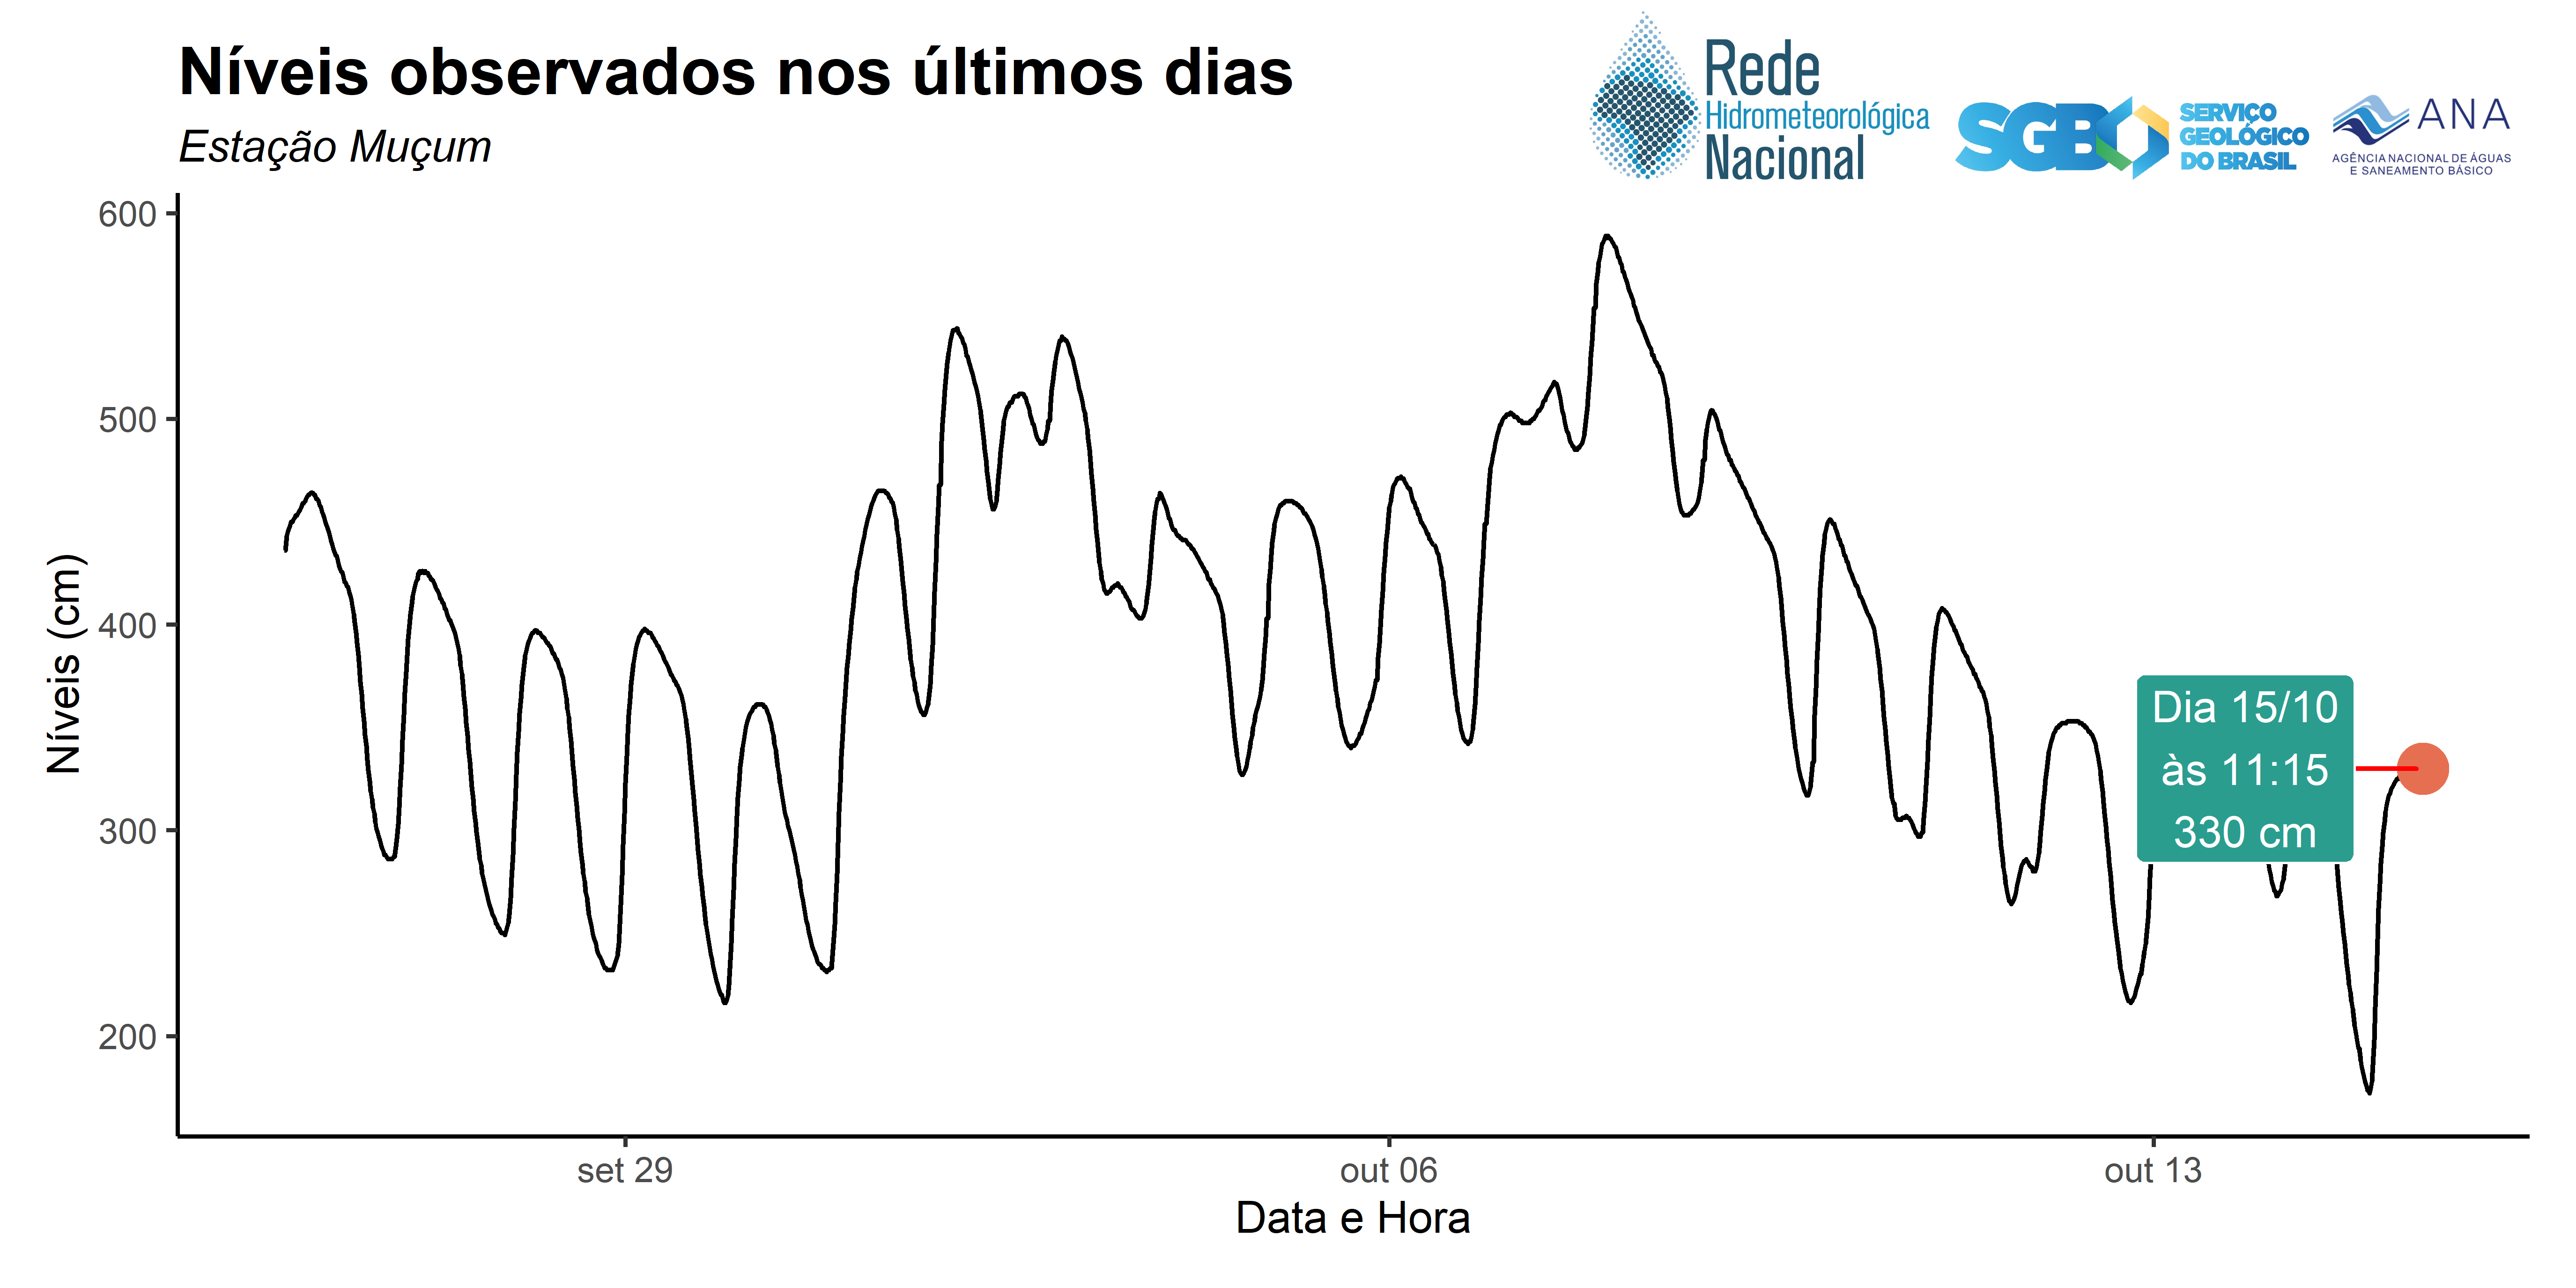 Níveis observados nos últimos dias
Estação Muçum
Rede
Hidrometeorológica
Nacional
SGB
SERVIÇO
GEOLÓGICO
DO BRASIL
ANA
AGÊNCIA NACIONAL DE ÁGUAS
E SANEAMENTO BÁSICO
Níveis (cm)
600
500
400
300
200
Dia 15/10
às 11:15
330 cm
set 29
out 06
out 13
Data e Hora